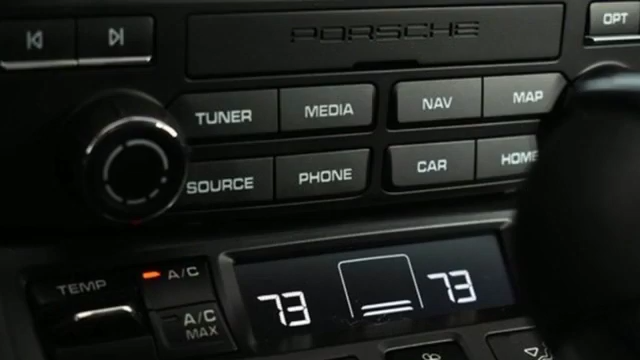 PORSCHE
OPT
TUNER MEDIA NAV MAP
SOURCE PHONE CAR HOME
TEMP A/C
73 73
A/C MAX